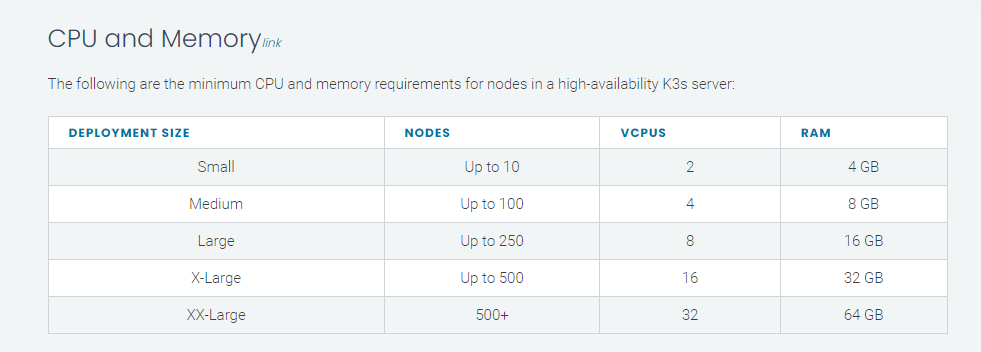 CPU and Memory link
The following are the minimum CPU and memory requirements for nodes in a high-availability K3s server:
DEPLOYMENT SIZE NODES VCPUS RAM
Small Up to 10 2 4 GB
Medium Up to 100 4 8 GB
Large Up to 250 8 16 GB
X-Large Up to 500 16 32 GB
XX-Large 500+ 32 64 GB